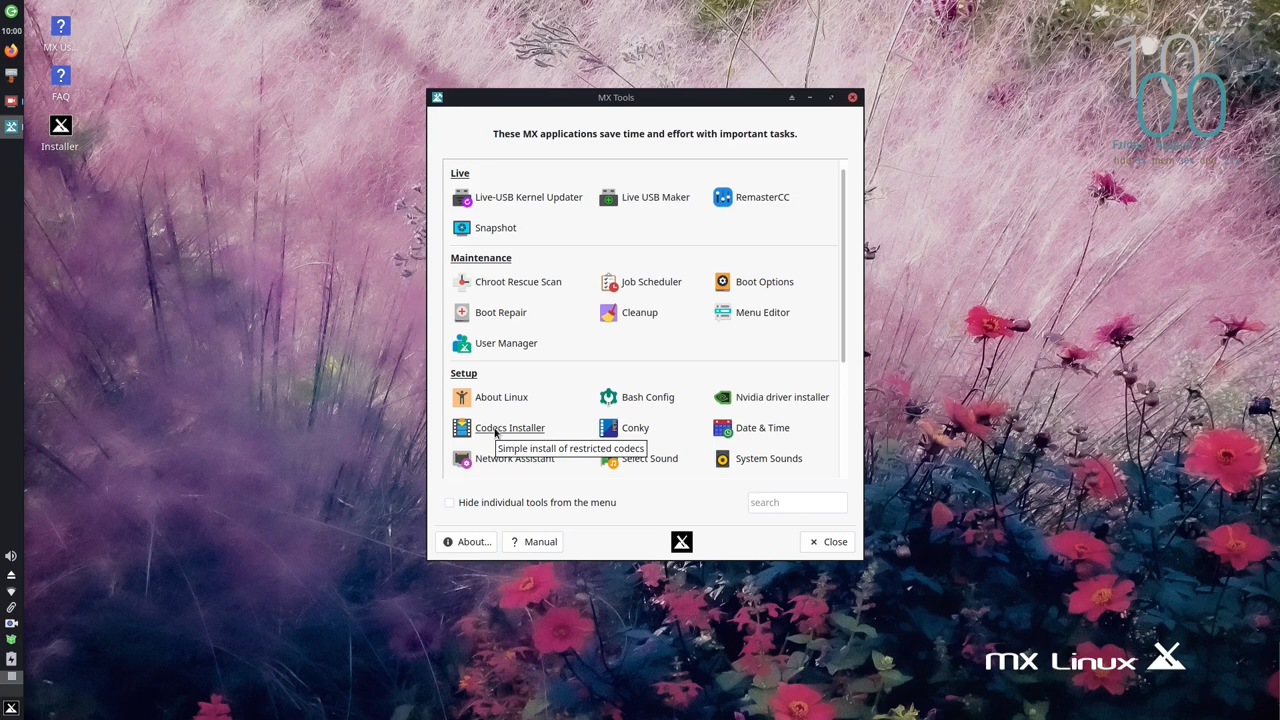 10:00
MX Us...
FAQ
Installer
MX Tools
These MX applications save time and effort with important tasks.
Live
Live-USB Kernel Updater
Live USB Maker
RemasterCC
Snapshot
Maintenance
Chroot Rescue Scan
Job Scheduler
Boot Options
Boot Repair
Cleanup
Menu Editor
User Manager
Setup
About Linux
Bash Config
Nvidia driver installer
Codecs Installer
Conky
Date & Time
Simple install of restricted codecs
Network Assistant
Select Sound
System Sounds
Hide individual tools from the menu
search
About...
? Manual
Close
10
00
MX Linux